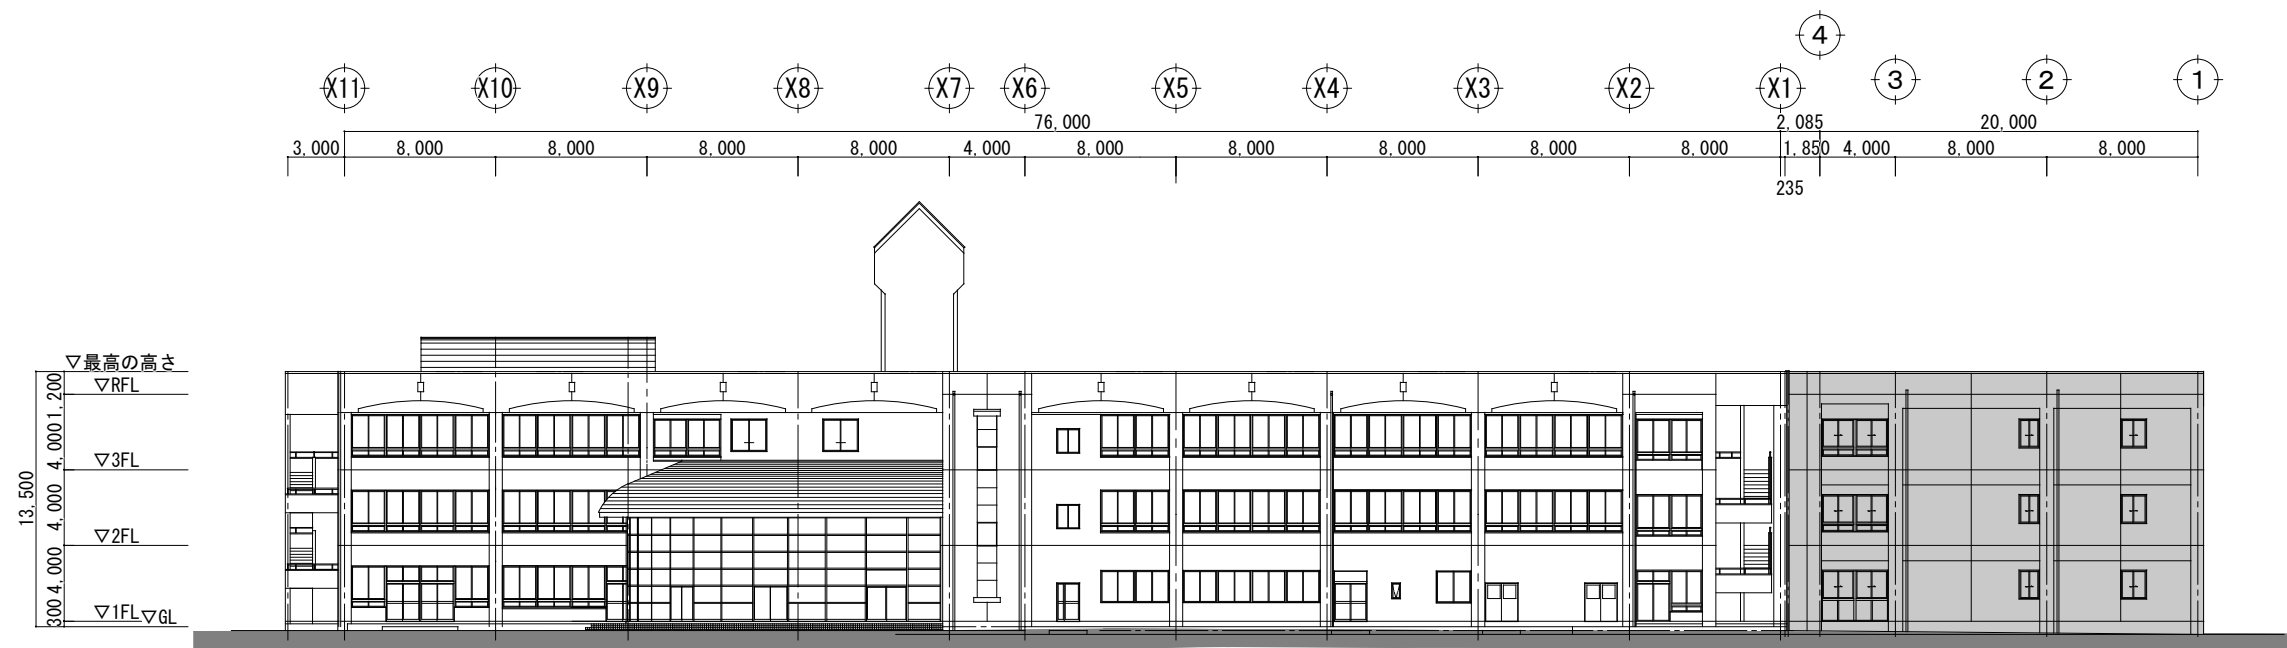 4
X11 X10 X9 X8 X7 X6 X5 X4 X3 X2 X1 3 2 1
76,000 2,085 20,000
3,000 8,000 8,000 8,000 8,000 4,000 8,000 8,000 8,000 8,000 8,000 1,850 4,000 8,000 8,000
235
▽最高の高さ
▽RFL
1,200
4,000
▽3FL
13,500
4,000
▽2FL
4,000
▽1FL ▽GL
300